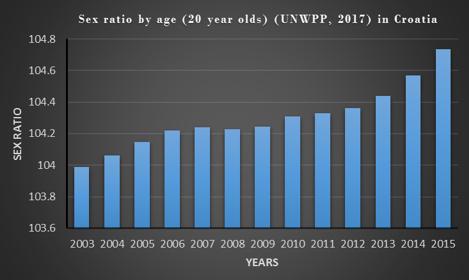 Sex ratio by age (20 year olds) (UNWPP, 2017) in Croatia
104.8
104.6
104.4
104.2
104
103.8
103.6
SEX RATIO
2003 2004 2005 2006 2007 2008 2009 2010 2011 2012 2013 2014 2015
YEARS